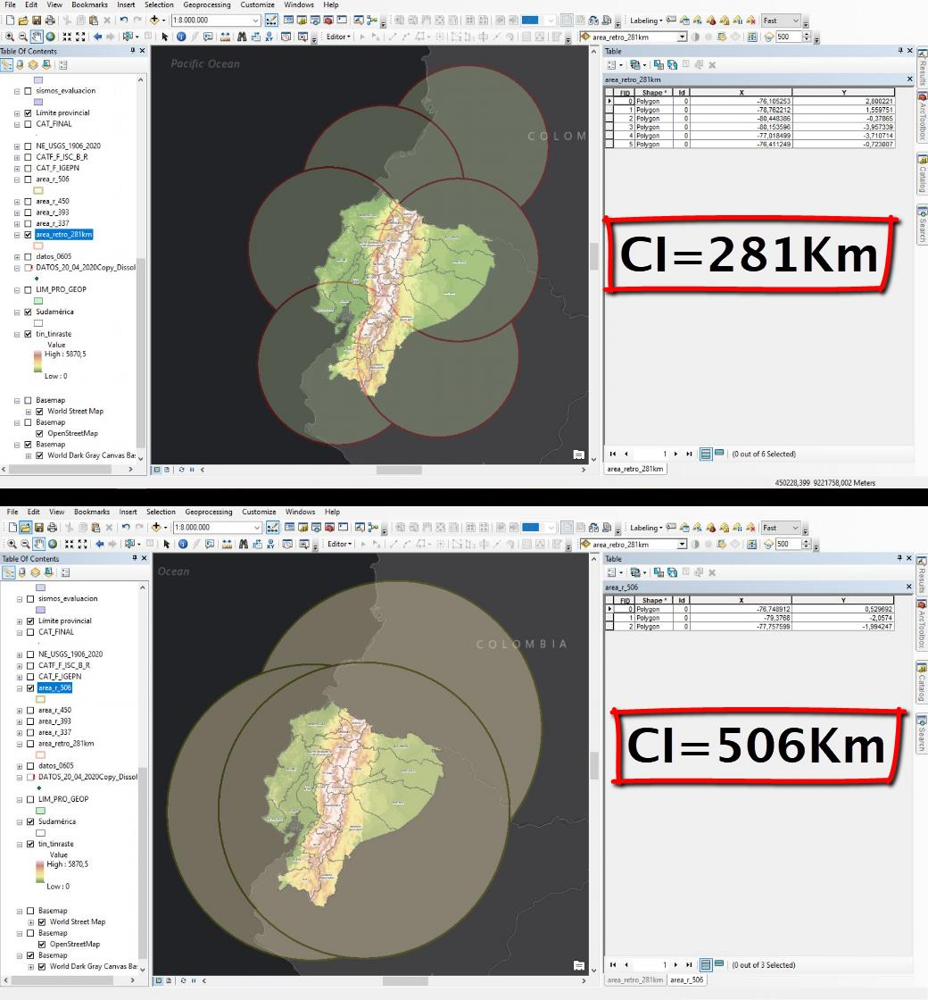 File Edit View Bookmarks Insert Selection Geoprocessing Customize Windows Help
1:8.000.000
Labeling
Fast
Editor
area_retro_281km
500
Table Of Contents
sismos_evaluacion
Límite provincial
CAT_FINAL
NE_USGS_1906_2020
CATF_F_ISC_B_R
CAT_F_IGEPN
area_r_506
area_r_450
area_r_393
area_r_337
area_retro_281km
datos_0605
DATOS_20_04_2020Copy_Dissol
LIM_PRO_GEOP
Sudamérica
tin_tinraste
Value
High : 5870,5
Low : 0
Basemap
World Street Map
Basemap
OpenStreetMap
Basemap
World Dark Gray Canvas Ba
Pacific Ocean
COLOM
Table
area_retro_281km
FID Shape * Id X Y
0 Polygon 0 -76,105253 2,800221
1 Polygon 0 -78,762212 1,559751
2 Polygon 0 -80,448386 -0,37865
3 Polygon 0 -80,153596 -3,957339
4 Polygon 0 -77,018499 -3,710714
5 Polygon 0 -76,411249 -0,723007
CI=281Km
1
(0 out of 6 Selected)
area_retro_281km
Results
ArcToolbox
Catalog
Search
450228,399 9221758,002 Meters
File Edit View Bookmarks Insert Selection Geoprocessing Customize Windows Help
1:8.000.000
Labeling
Fast
Editor
area_retro_281km
500
Table Of Contents
sismos_evaluacion
Límite provincial
CAT_FINAL
NE_USGS_1906_2020
CATF_F_ISC_B_R
CAT_F_IGEPN
area_r_506
area_r_450
area_r_393
area_r_337
area_retro_281km
datos_0605
DATOS_20_04_2020Copy_Dissol
LIM_PRO_GEOP
Sudamérica
tin_tinraste
Value
High : 5870,5
Low : 0
Basemap
World Street Map
Basemap
OpenStreetMap
Basemap
World Dark Gray Canvas Ba
Ocean
COLOMBIA
Table
area_r_506
FID Shape * Id X Y
0 Polygon 0 -76,748912 0,529692
1 Polygon 0 -79,3768 -2,0574
2 Polygon 0 -77,757599 -1,994247
CI=506Km
1
(0 out of 3 Selected)
area_retro_281km area_r_506
Results
ArcToolbox
Catalog
Search